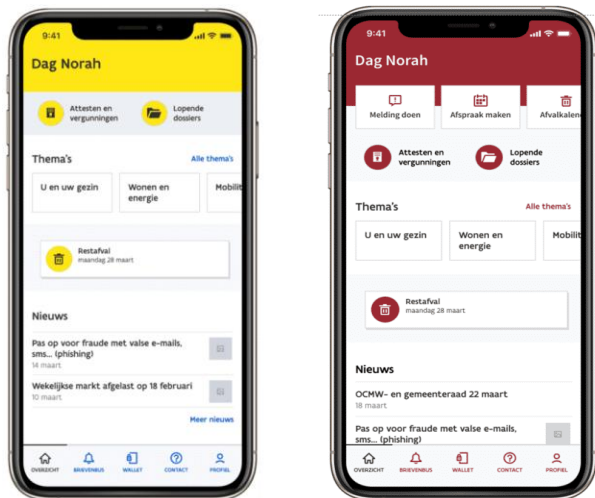 9:41
Dag Norah
Attesten en
vergunningen
Lopende
dossiers
Thema's
Alle thema's
U en uw gezin
Wonen en
energie
Mobilit
Restafval
maandag 28 maart
Nieuws
Pas op voor fraude met valse e-mails,
sms... (phishing)
14 maart
Wekelijkse markt afgelast op 18 februari
10 maart
Meer nieuws
OVERZICHT
BRIEVENBUS
WALLET
CONTACT
PROFIEL
9:41
Dag Norah
Melding doen
Afspraak maken
Afvalkalen
Attesten en
vergunningen
Lopende
dossiers
Thema's
Alle thema's
U en uw gezin
Wonen en
energie
Mobilit
Restafval
maandag 28 maart
Nieuws
OCMW- en gemeenteraad 22 maart
18 maart
Pas op voor fraude met valse e-mails,
sms... (phishing)
OVERZICHT
BRIEVENBUS
WALLET
CONTACT
PROFIEL